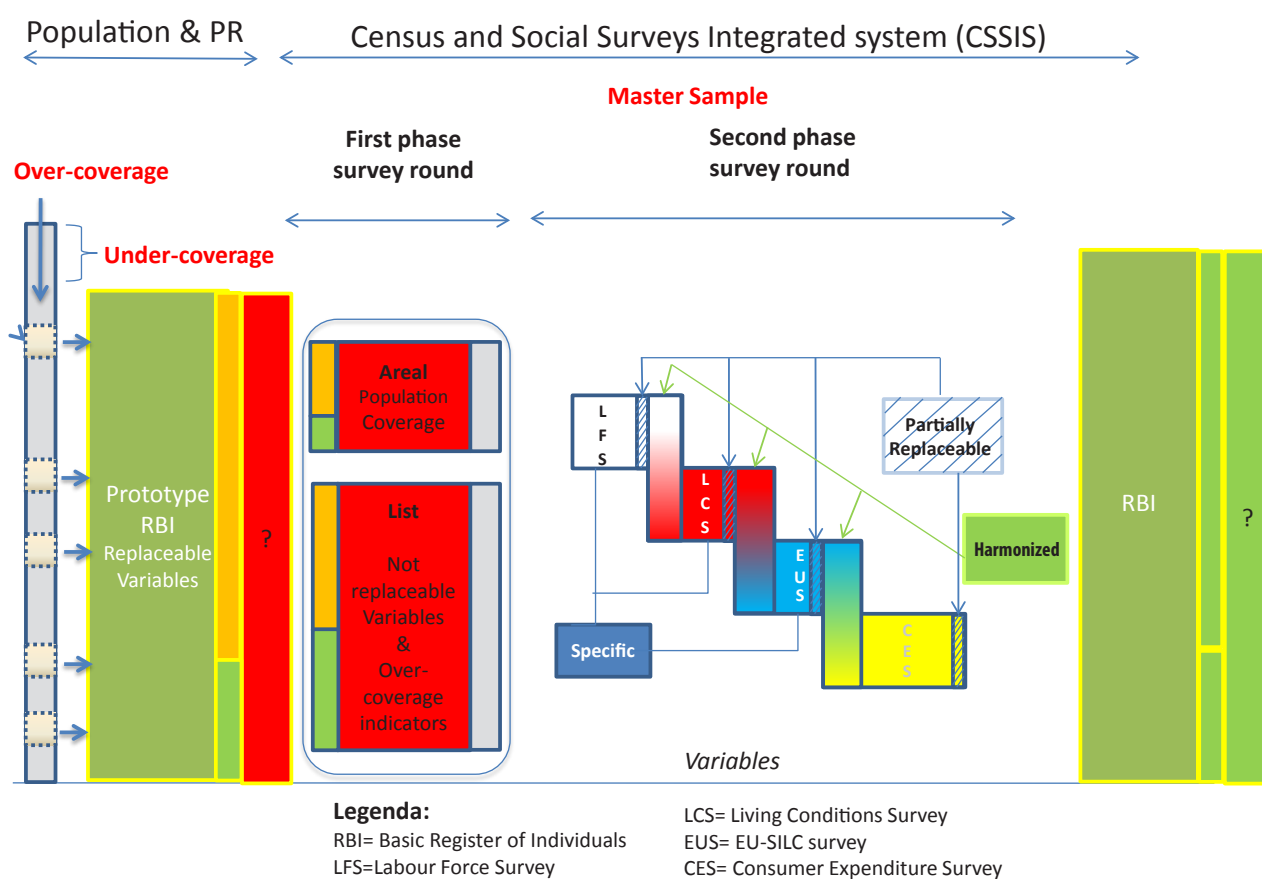 Population & PR
Census and Social Surveys Integrated system (CSSIS)
Master Sample
First phase
survey round
Second phase
survey round
Over-coverage
Under-coverage
Areal
Population
Coverage
L
F
S
Partially
Replaceable
Prototype
RBI
Replaceable
Variables
?
List
Not
replaceable
Variables
&
Over-
coverage
indicators
L
C
S
E
U
S
C
E
S
Specific
Harmonized
RBI
?
Variables
Legenda:
RBI= Basic Register of Individuals
LFS=Labour Force Survey
LCS= Living Conditions Survey
EUS= EU-SILC survey
CES= Consumer Expenditure Survey